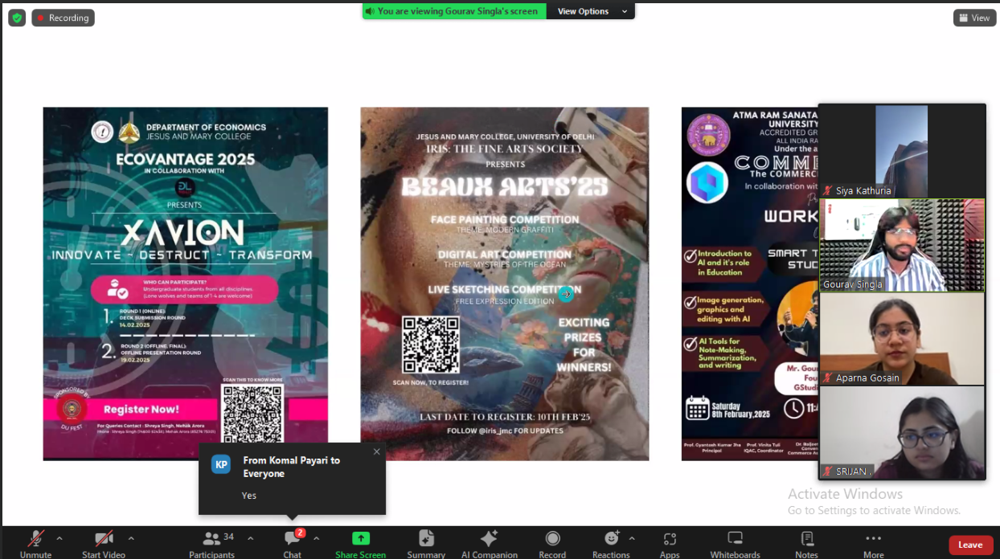 Recording
You are viewing Gourav Singla's screen
View Options
View
DEPARTMENT OF ECONOMICS
JESUS AND MARY COLLEGE
ECOVANTAGE 2025
IN COLLABORATION WITH
PRESENTS
XAVION
INNOVATE ~ DESTRUCT ~ TRANSFORM
WHO CAN PARTICIPATE?
Undergraduate students from all disciplines
(Lone wolves and teams of 1-4 are welcome)
1. ROUND 1 (ONLINE)
DECK SUBMISSION ROUND
14.02.2025
2. ROUND 2 (OFFLINE, FINAL):
OFFLINE PRESENTATION ROUND
19.02.2025
SCAN THIS TO KNOW MORE
SPONSORED BY
DU FEST
Register Now!
For Queries Contact : Shreya Singh, Mehak Arora
JESUS AND MARY COLLEGE, UNIVERSITY OF DELHI
IRIS: THE FINE ARTS SOCIETY
PRESENTS
BEAUX ARTS'25
FACE PAINTING COMPETITION
THEME: MODERN GRAFFITI
DIGITAL ART COMPETITION
THEME: MYSTRIES OF THE OCEAN
LIVE SKETCHING COMPETITION
FREE EXPRESSION EDITION
EXCITING
PRIZES
FOR
WINNERS!
SCAN NOW, TO REGISTER!
LAST DATE TO REGISTER: 10TH FEB'25
FOLLOW @iris_jmc FOR UPDATES
ATMA RAM SANATA
UNIVERSITY
ACCREDITED GR
ALL INDIA RA
Under the a
COMME
The COMMERC
In collaboration wit
WORK
SMART T
STUD
Introduction to
AI and it's role
in Education
Image generation,
graphics and
editing with AI
AI Tools for
Note-Making,
Summarization,
and writing
Mr. Gour
Fou
GStudi
Saturday
8th February,2025
11:
Prof. Gyantosh Kumar Jha
Principal
Prof. Vinita Tuli
IQAC, Coordinator
Dr. Baljeet
Conven
Commerce As
Siya Kathuria
Gourav Singla
Aparna Gosain
SRIJAN .
KP
From Komal Payari to
Everyone
Yes
Activate Windows
Go to Settings to activate Windows.
Unmute
Start Video
34
Participants
2
Chat
Share Screen
Summary
AI Companion
Record
Reactions
Apps
Whiteboards
Notes
More
Leave